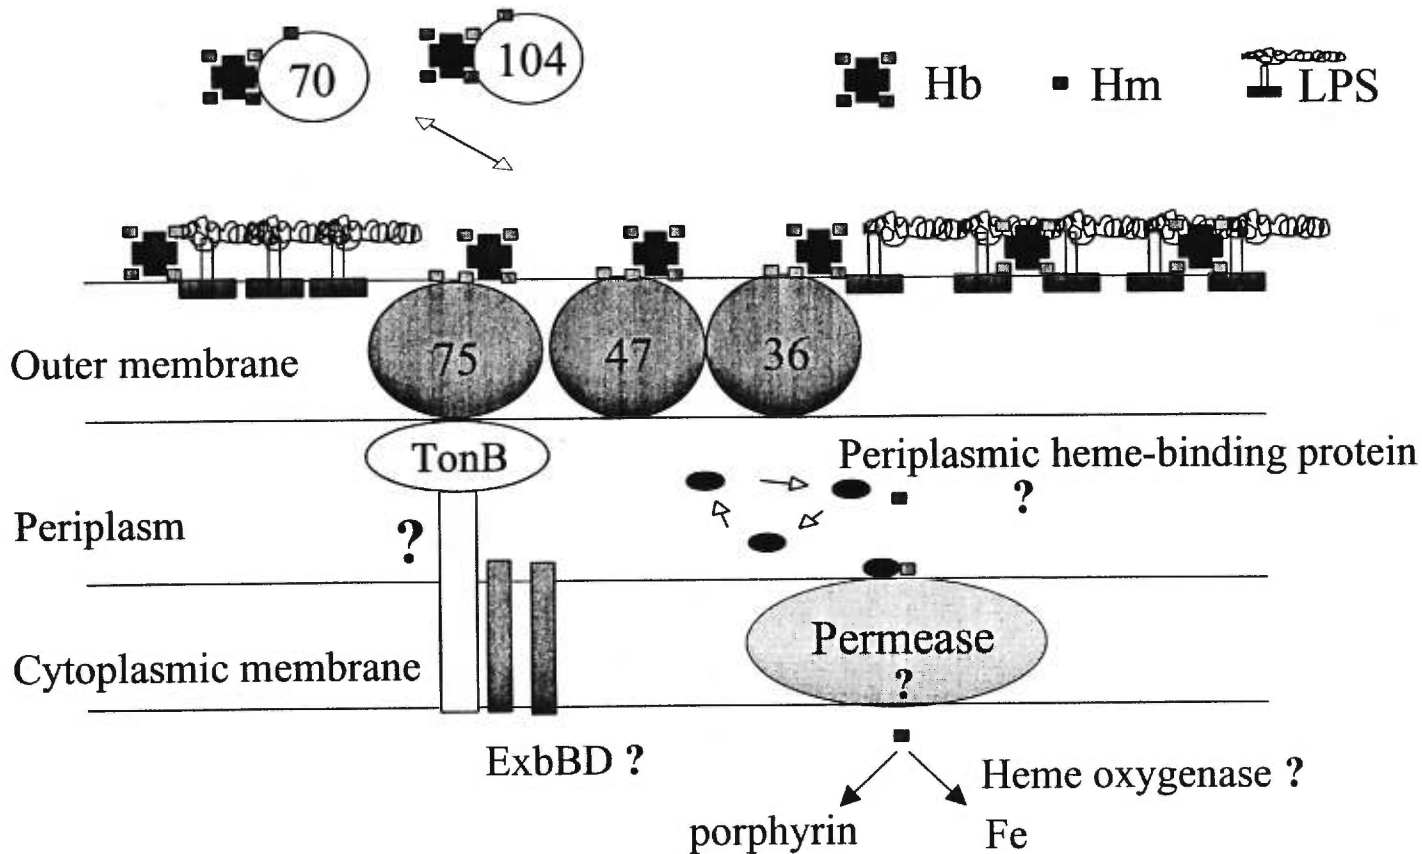 70
104
Hb
Hm
LPS
Outer membrane
75
47
36
TonB
Periplasmic heme-binding protein
?
Periplasm
?
Cytoplasmic membrane
Permease
?
ExbBD ?
Heme oxygenase ?
porphyrin
Fe